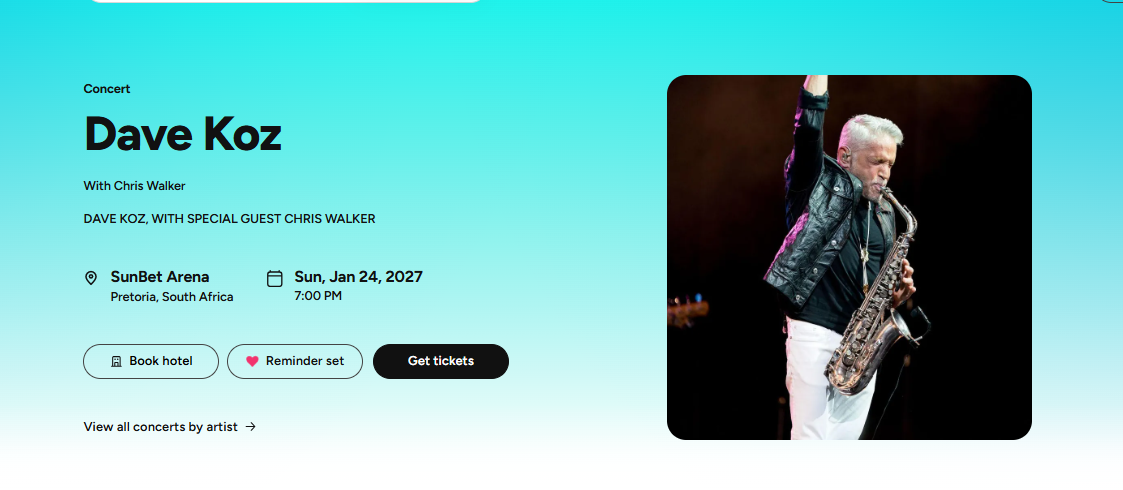 Concert
Dave Koz
With Chris Walker
DAVE KOZ, WITH SPECIAL GUEST CHRIS WALKER
SunBet Arena
Pretoria, South Africa
Sun, Jan 24, 2027
7:00 PM
Book hotel
Reminder set
Get tickets
View all concerts by artist →